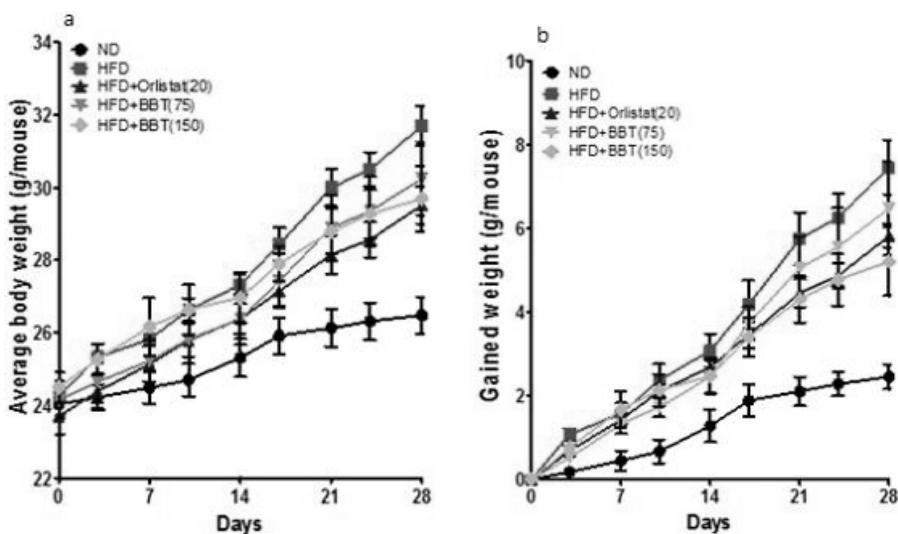 a
Average body weight (g/mouse)
34
32
30
28
26
24
22
ND
HFD
HFD+Orlistat(20)
HFD+BBT(75)
HFD+BBT(150)
0 7 14 21 28
Days
b
Gained weight (g/mouse)
10
8
6
4
2
0
ND
HFD
HFD+Orlistat(20)
HFD+BBT(75)
HFD+BBT(150)
0 7 14 21 28
Days